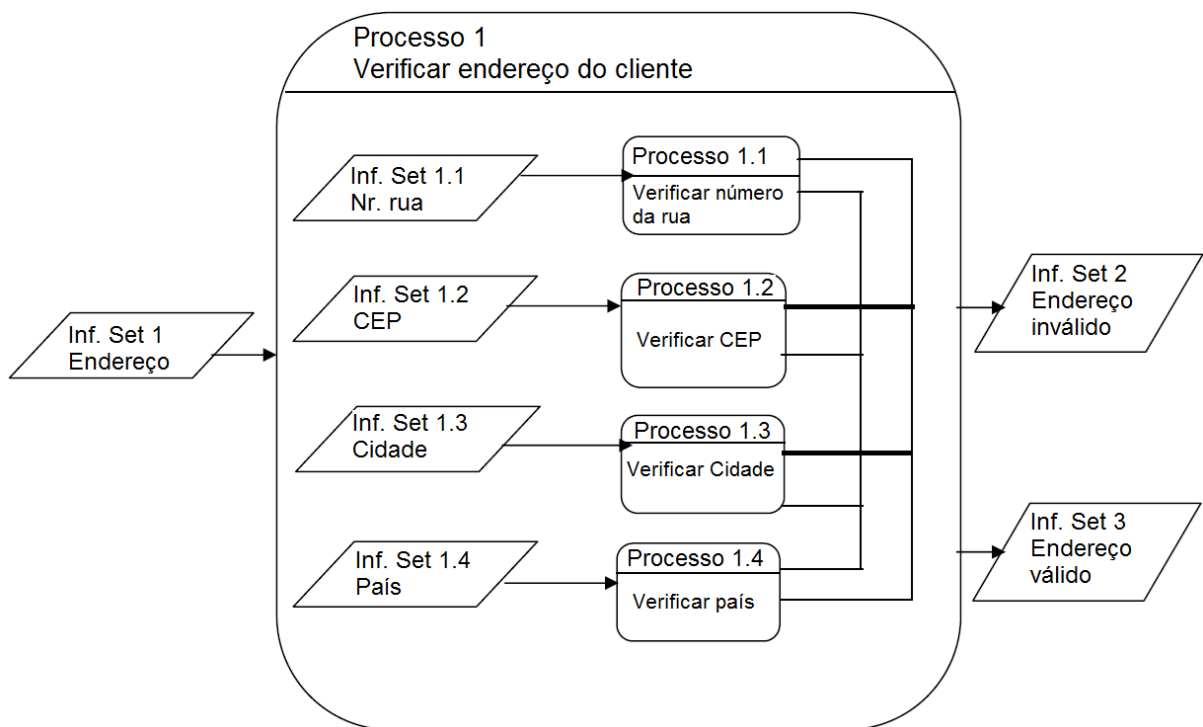 Processo 1
Verificar endereço do cliente
Inf. Set 1
Endereço
Inf. Set 1.1
Nr. rua
Processo 1.1
Verificar número
da rua
Inf. Set 1.2
CEP
Processo 1.2
Verificar CEP
Inf. Set 1.3
Cidade
Processo 1.3
Verificar Cidade
Inf. Set 1.4
País
Processo 1.4
Verificar país
Inf. Set 2
Endereço
inválido
Inf. Set 3
Endereço
válido